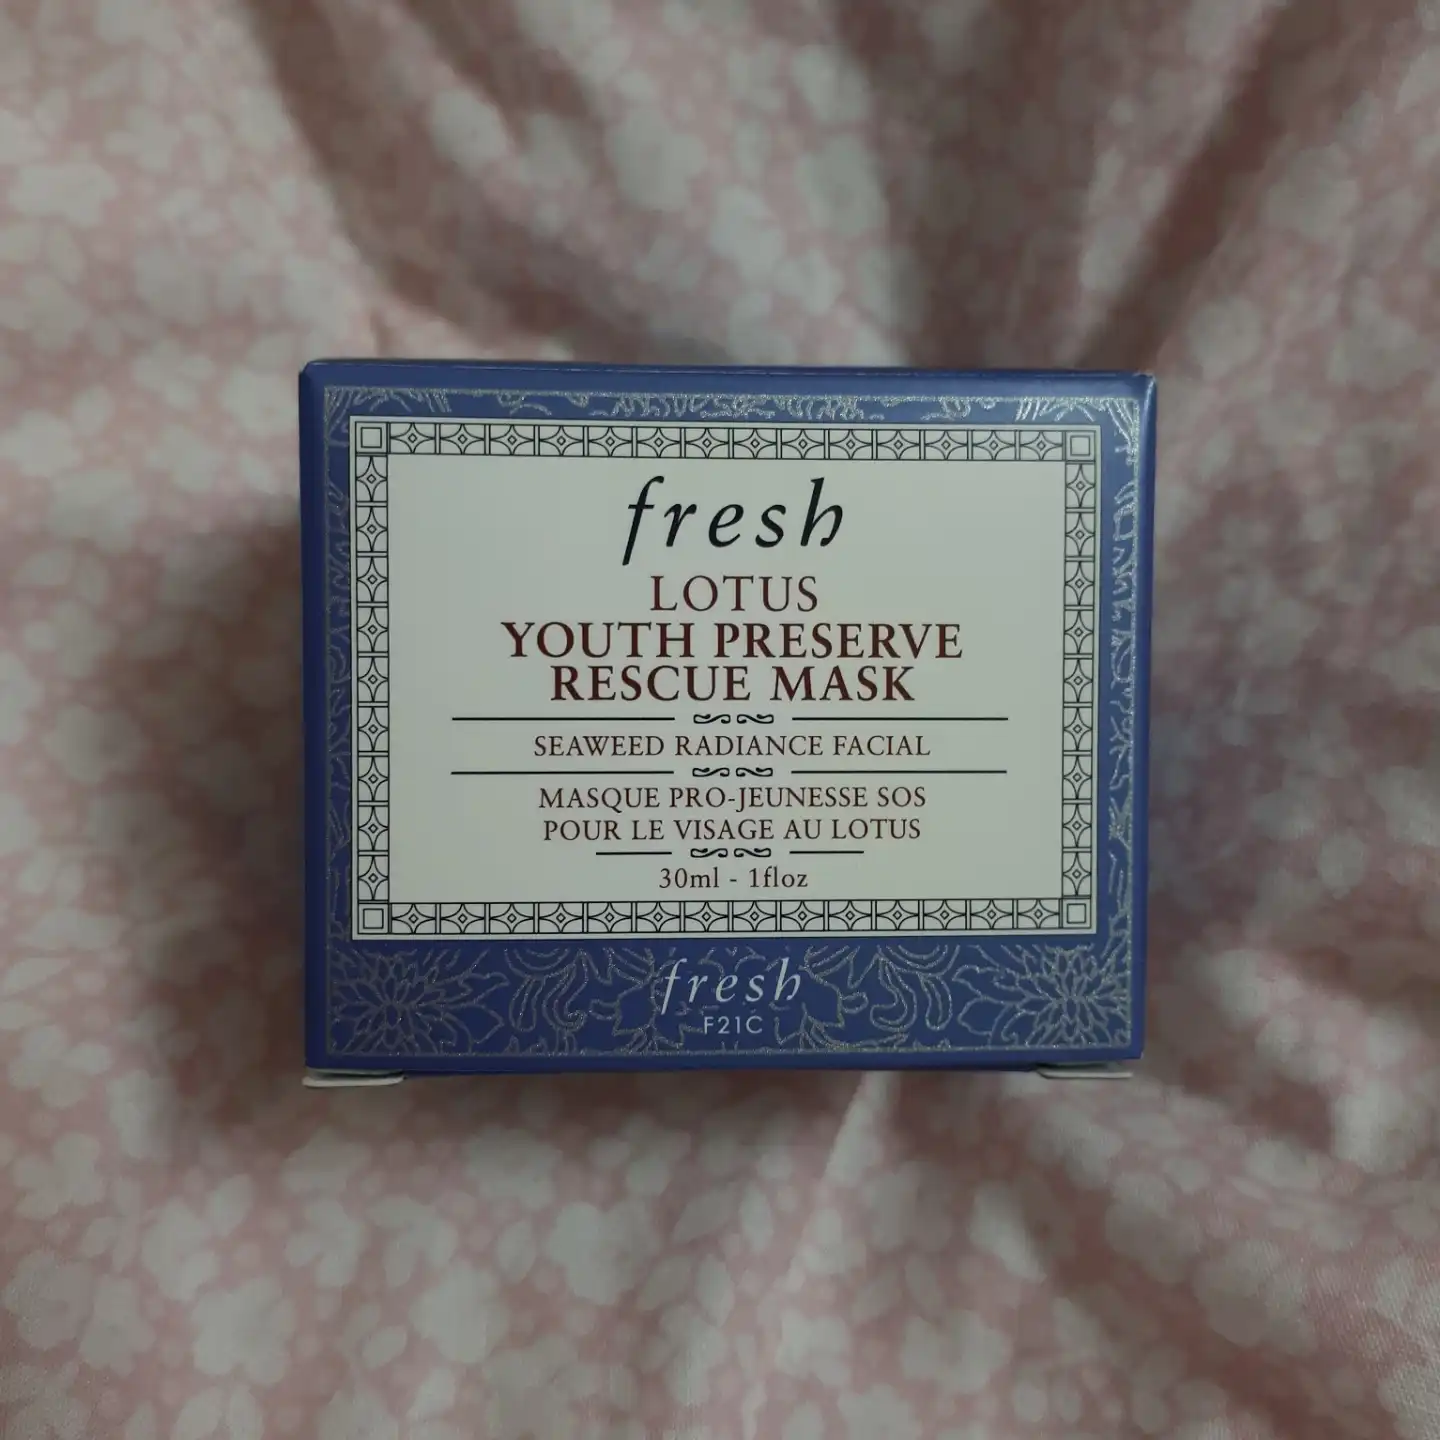 fresh
LOTUS
YOUTH PRESERVE
RESCUE MASK
SEAWEED RADIANCE FACIAL
MASQUE PRO-JEUNESSE SOS
POUR LE VISAGE AU LOTUS
30ml - 1floz
fresh
F21C